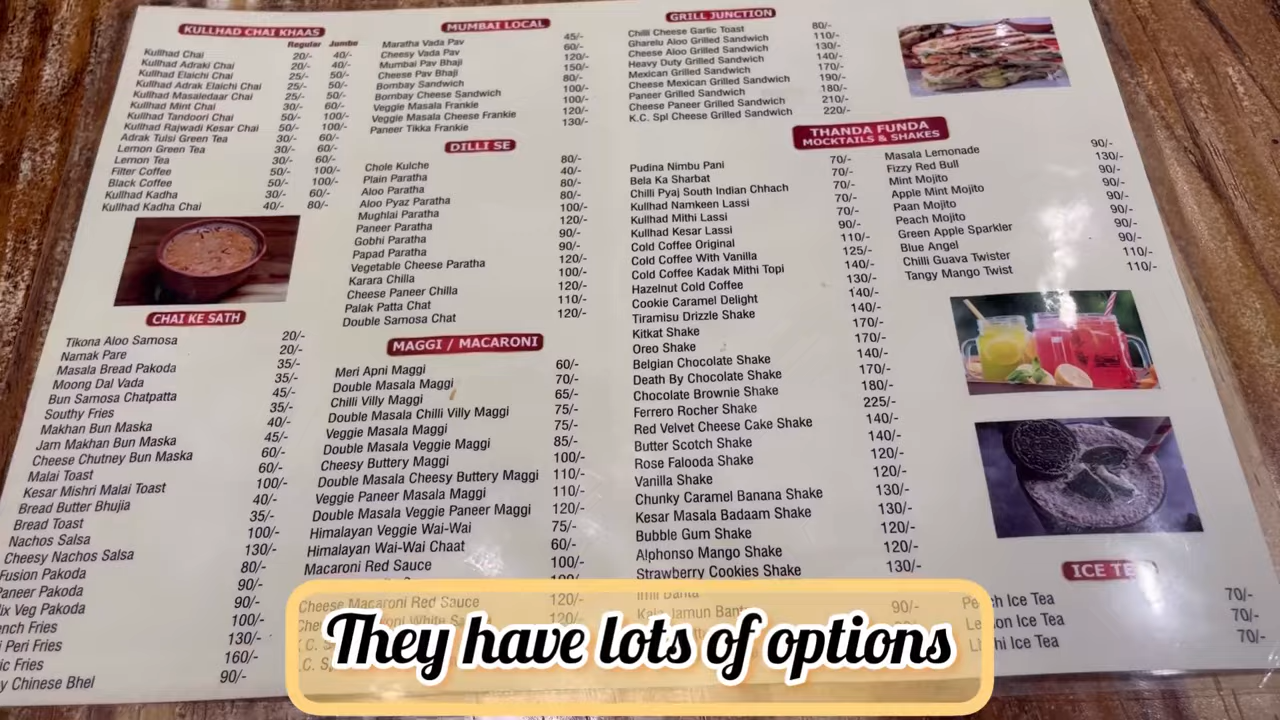 KULLHAD CHAI KHAAS
Regular Jumbo
Kullhad Chai 20/- 40/-
Kullhad Adraki Chai 20/- 40/-
Kullhad Elaichi Chai 25/- 50/-
Kullhad Adrak Elaichi Chai 25/- 50/-
Kullhad Masaledaar Chai 25/- 50/-
Kullhad Mint Chai 30/- 60/-
Kullhad Tandoori Chai 50/- 100/-
Kullhad Rajwadi Kesar Chai 50/- 100/-
Adrak Tulsi Green Tea 30/- 60/-
Lemon Green Tea 30/- 60/-
Lemon Tea 30/- 60/-
Filter Coffee 50/- 100/-
Black Coffee 50/- 100/-
Kullhad Kadha 30/- 60/-
Kullhad Kadha Chai 40/- 80/-
CHAI KE SATH
Tikona Aloo Samosa 20/-
Namak Pare 20/-
Masala Bread Pakoda 35/-
Moong Dal Vada 35/-
Bun Samosa Chatpatta 45/-
Southy Fries 35/-
Makhan Bun Maska 40/-
Jam Makhan Bun Maska 45/-
Cheese Chutney Bun Maska 60/-
Malai Toast 60/-
Kesar Mishri Malai Toast 100/-
Bread Butter Bhujia 40/-
Bread Toast 35/-
Nachos Salsa 100/-
Cheesy Nachos Salsa 130/-
Fusion Pakoda 80/-
Paneer Pakoda 90/-
ix Veg Pakoda 90/-
ench Fries 100/-
i Peri Fries 130/-
ic Fries 160/-
y Chinese Bhel 90/-
MUMBAI LOCAL
Maratha Vada Pav 45/-
Cheesy Vada Pav 60/-
Mumbai Pav Bhaji 120/-
Cheese Pav Bhaji 150/-
Bombay Sandwich 80/-
Bombay Cheese Sandwich 100/-
Veggie Masala Frankie 100/-
Veggie Masala Cheese Frankie 120/-
Paneer Tikka Frankie 130/-
DILLI SE
Chole Kulche 80/-
Plain Paratha 40/-
Aloo Paratha 80/-
Aloo Pyaz Paratha 80/-
Mughlai Paratha 100/-
Paneer Paratha 120/-
Gobhi Paratha 90/-
Papad Paratha 90/-
Vegetable Cheese Paratha 120/-
Karara Chilla 100/-
Cheese Paneer Chilla 120/-
Palak Patta Chat 110/-
Double Samosa Chat 120/-
MAGGI / MACARONI
Meri Apni Maggi 60/-
Double Masala Maggi 70/-
Chilli Villy Maggi 65/-
Double Masala Chilli Villy Maggi 75/-
Veggie Masala Maggi 75/-
Double Masala Veggie Maggi 85/-
Cheesy Buttery Maggi 100/-
Double Masala Cheesy Buttery Maggi 110/-
Veggie Paneer Masala Maggi 110/-
Double Masala Veggie Paneer Maggi 120/-
Himalayan Veggie Wai-Wai 75/-
Himalayan Wai-Wai Chaat 60/-
Macaroni Red Sauce 100/-
Cheese Macaroni Red Sauce 120/-
GRILL JUNCTION
Chilli Cheese Garlic Toast 80/-
Gharelu Aloo Grilled Sandwich 110/-
Cheese Aloo Grilled Sandwich 130/-
Heavy Duty Grilled Sandwich 140/-
Mexican Grilled Sandwich 170/-
Cheese Mexican Grilled Sandwich 190/-
Paneer Grilled Sandwich 180/-
Cheese Paneer Grilled Sandwich 210/-
K.C. Spl Cheese Grilled Sandwich 220/-
THANDA FUNDA
MOCKTAILS & SHAKES
Pudina Nimbu Pani 70/-
Bela Ka Sharbat 70/-
Chilli Pyaj South Indian Chhach 70/-
Kullhad Namkeen Lassi 70/-
Kullhad Mithi Lassi 70/-
Kullhad Kesar Lassi 90/-
Cold Coffee Original 110/-
Cold Coffee With Vanilla 125/-
Cold Coffee Kadak Mithi Topi 140/-
Hazelnut Cold Coffee 130/-
Cookie Caramel Delight 140/-
Tiramisu Drizzle Shake 140/-
Kitkat Shake 170/-
Oreo Shake 170/-
Belgian Chocolate Shake 140/-
Death By Chocolate Shake 170/-
Chocolate Brownie Shake 180/-
Ferrero Rocher Shake 225/-
Red Velvet Cheese Cake Shake 140/-
Butter Scotch Shake 140/-
Rose Falooda Shake 120/-
Vanilla Shake 120/-
Chunky Caramel Banana Shake 130/-
Kesar Masala Badaam Shake 130/-
Bubble Gum Shake 120/-
Alphonso Mango Shake 120/-
Strawberry Cookies Shake 130/-
Kala Jamun Banta 90/-
Masala Lemonade 90/-
Fizzy Red Bull 130/-
Mint Mojito 90/-
Apple Mint Mojito 90/-
Paan Mojito 90/-
Peach Mojito 90/-
Green Apple Sparkler 90/-
Blue Angel 90/-
Chilli Guava Twister 110/-
Tangy Mango Twist 110/-
ICE TE
Ice Tea 70/-
Ice Tea 70/-
Ice Tea 70/-
They have lots of options